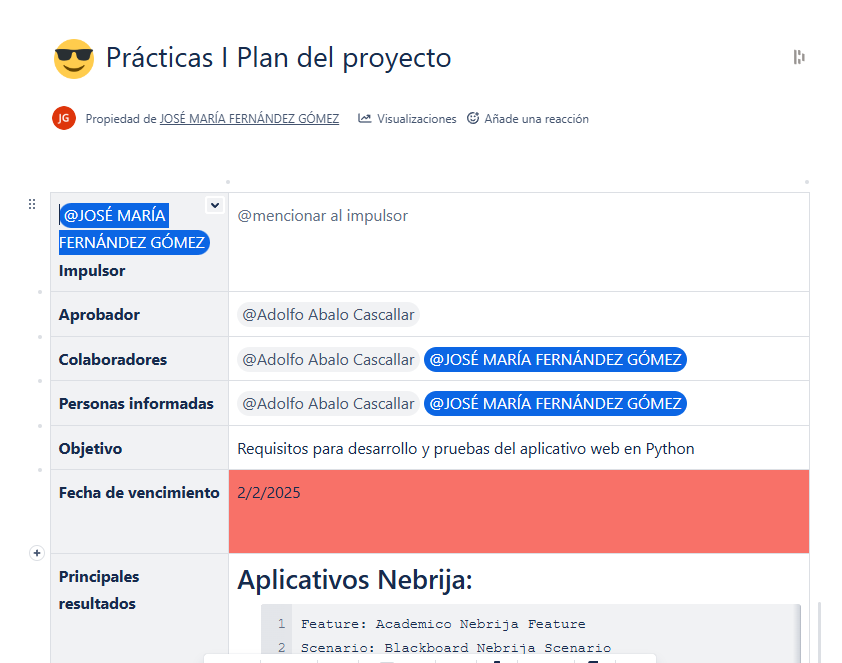 Prácticas I Plan del proyecto
JG Propiedad de JOSÉ MARÍA FERNÁNDEZ GÓMEZ Visualizaciones Añade una reacción
@JOSÉ MARÍA
FERNÁNDEZ GÓMEZ
Impulsor
@mencionar al impulsor
Aprobador
@Adolfo Abalo Cascallar
Colaboradores
@Adolfo Abalo Cascallar @JOSÉ MARÍA FERNÁNDEZ GÓMEZ
Personas informadas
@Adolfo Abalo Cascallar @JOSÉ MARÍA FERNÁNDEZ GÓMEZ
Objetivo
Requisitos para desarrollo y pruebas del aplicativo web en Python
Fecha de vencimiento
2/2/2025
Principales
resultados
Aplicativos Nebrija:
1 Feature: Academico Nebrija Feature
2 Scenario: Blackboard Nebrija Scenario